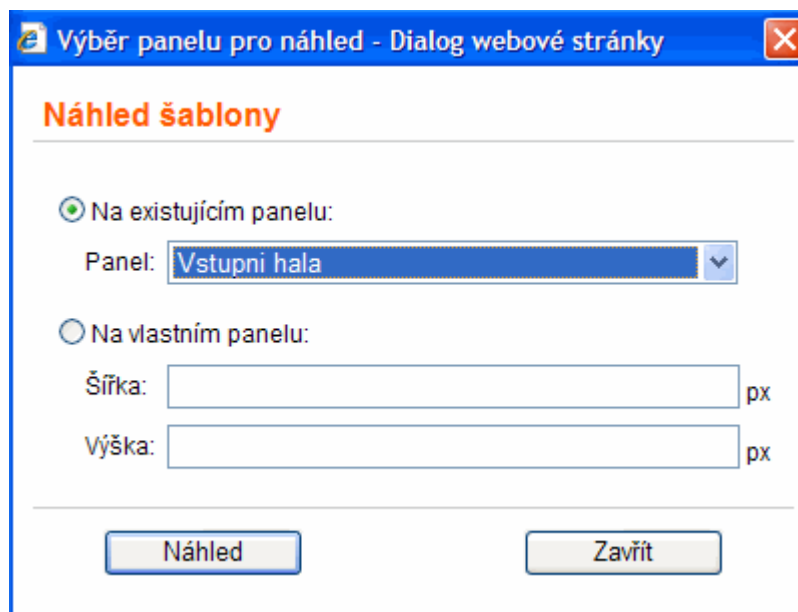 Výběr panelu pro náhled - Dialog webové stránky
Náhled šablony
Na existujícím panelu:
Panel: Vstupni hala
Na vlastním panelu:
Šířka: px
Výška: px
Náhled Zavřít